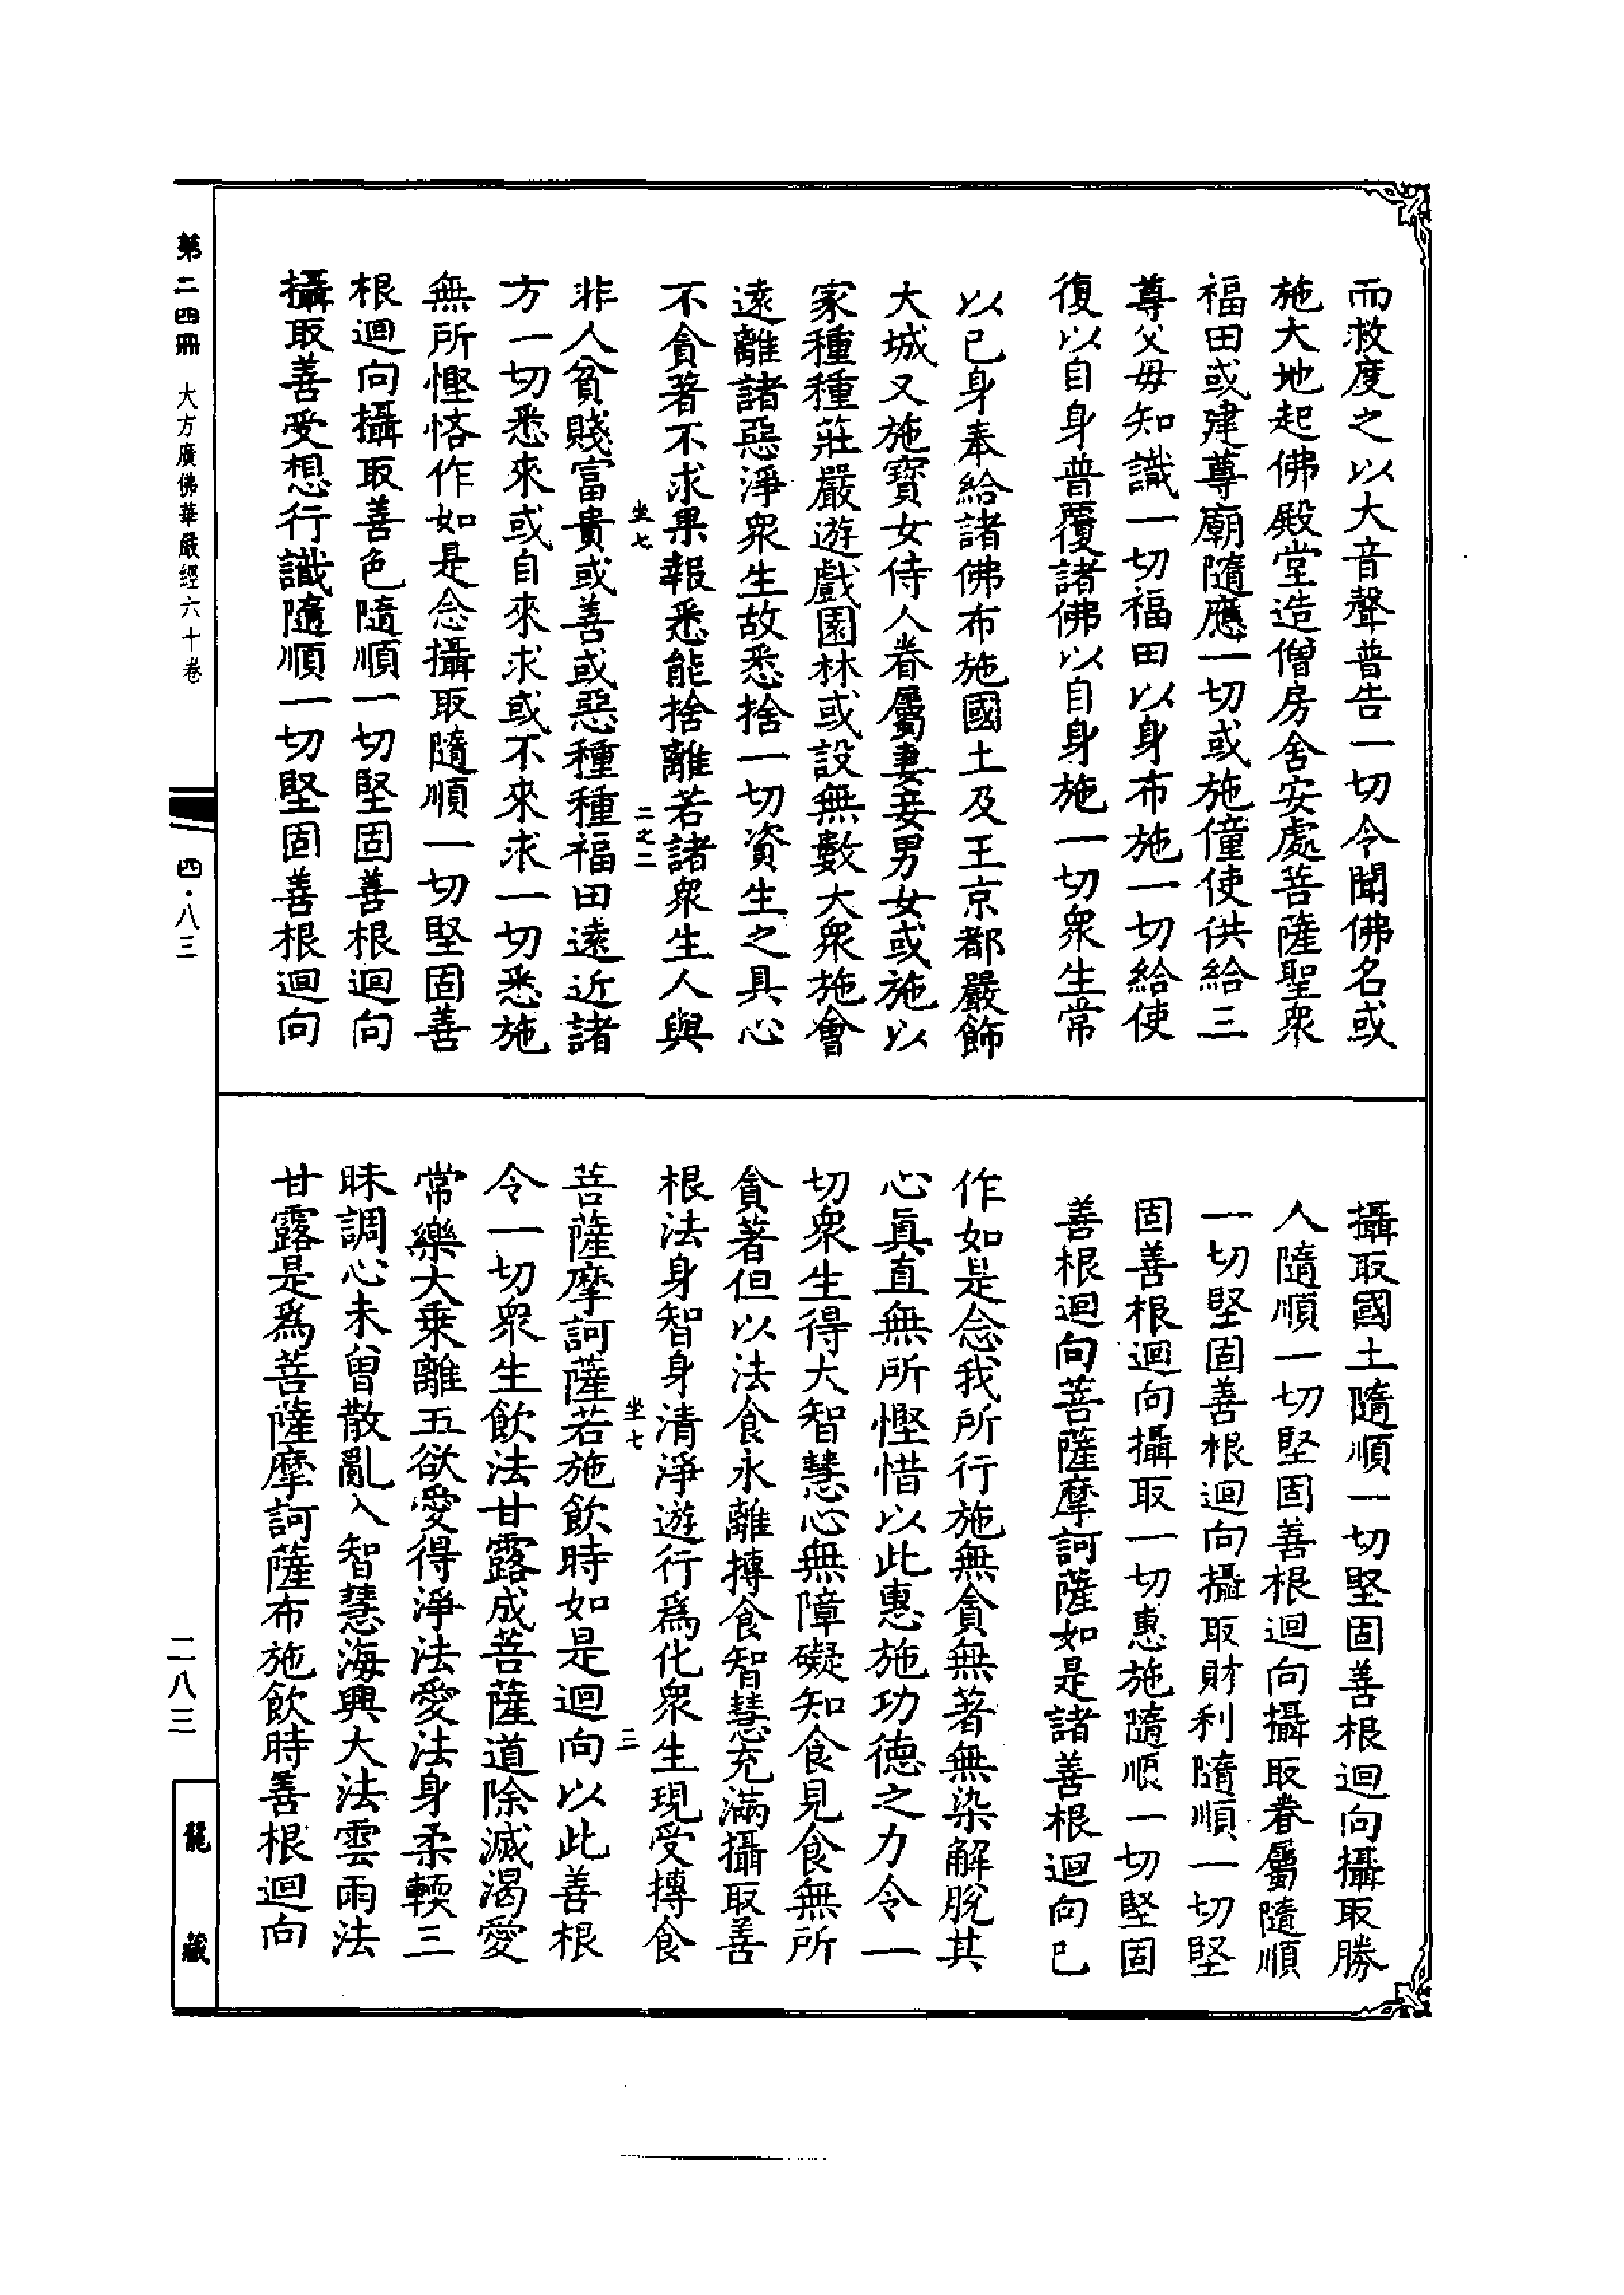 而救度之以大音聲普告一切令聞佛名或
施大地起佛殿堂造僧房舍安處菩薩聖衆
福田或建尊廟隨應一切或施僮使供給三
尊父母知識一切福田以身布施一切給使
復以自身普覆諸佛以自身施一切衆生常
以己身奉給諸佛布施國土及王京都嚴飾
大城又施寶女侍人眷屬妻妾男女或施以
家種種莊嚴遊戲園林或設無數大衆施會
遠離諸惡淨衆生故悉捨一切資生之具心
不貪著不求果報悉能捨離若諸衆生人與
坐七 二之二
非人貧賤富貴或善或惡種種福田遠近諸
方一切悉來或自來求或不來求一切悉施
無所慳悋作如是念攝取隨順一切堅固善
根迴向攝取善色隨順一切堅固善根迴向
攝取善受想行識隨順一切堅固善根迴向
攝取國土隨順一切堅固善根迴向攝取勝
人隨順一切堅固善根迴向攝取眷屬隨順
一切堅固善根迴向攝取財利隨順一切堅
固善根迴向攝取一切惠施隨順一切堅固
善根迴向菩薩摩訶薩如是諸善根迴向已
作如是念我所行施無貪無著無染解脫其
心眞直無所慳惜以此惠施功德之力令一
切衆生得大智慧心無障礙知食見食無所
貪著但以法食永離摶食智慧充滿攝取善
根法身智身清淨遊行爲化衆生現受摶食
坐七 三
菩薩摩訶薩若施飲時如是迴向以此善根
令一切衆生飲法甘露成菩薩道除滅渴愛
常樂大乗離五欲愛得淨法愛法身柔輭三
昧調心未曾散亂入智慧海興大法雲雨法
甘露是爲菩薩摩訶薩布施飲時善根迴向
第二四冊 大方廣佛華嚴經六十卷
四·八三
二八三
龍藏